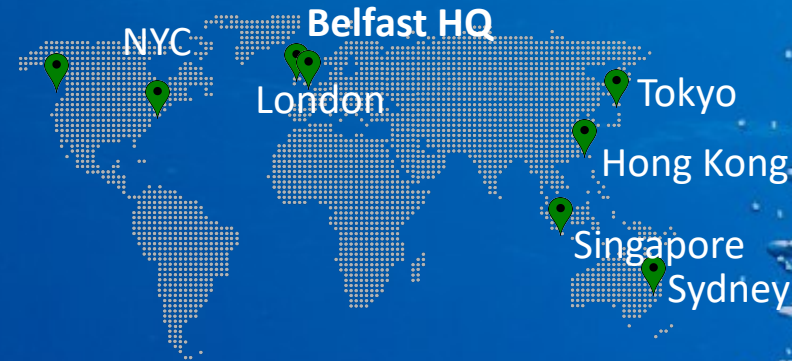 Belfast HQ
NYC
London
Tokyo
Hong Kong
Singapore
Sydney